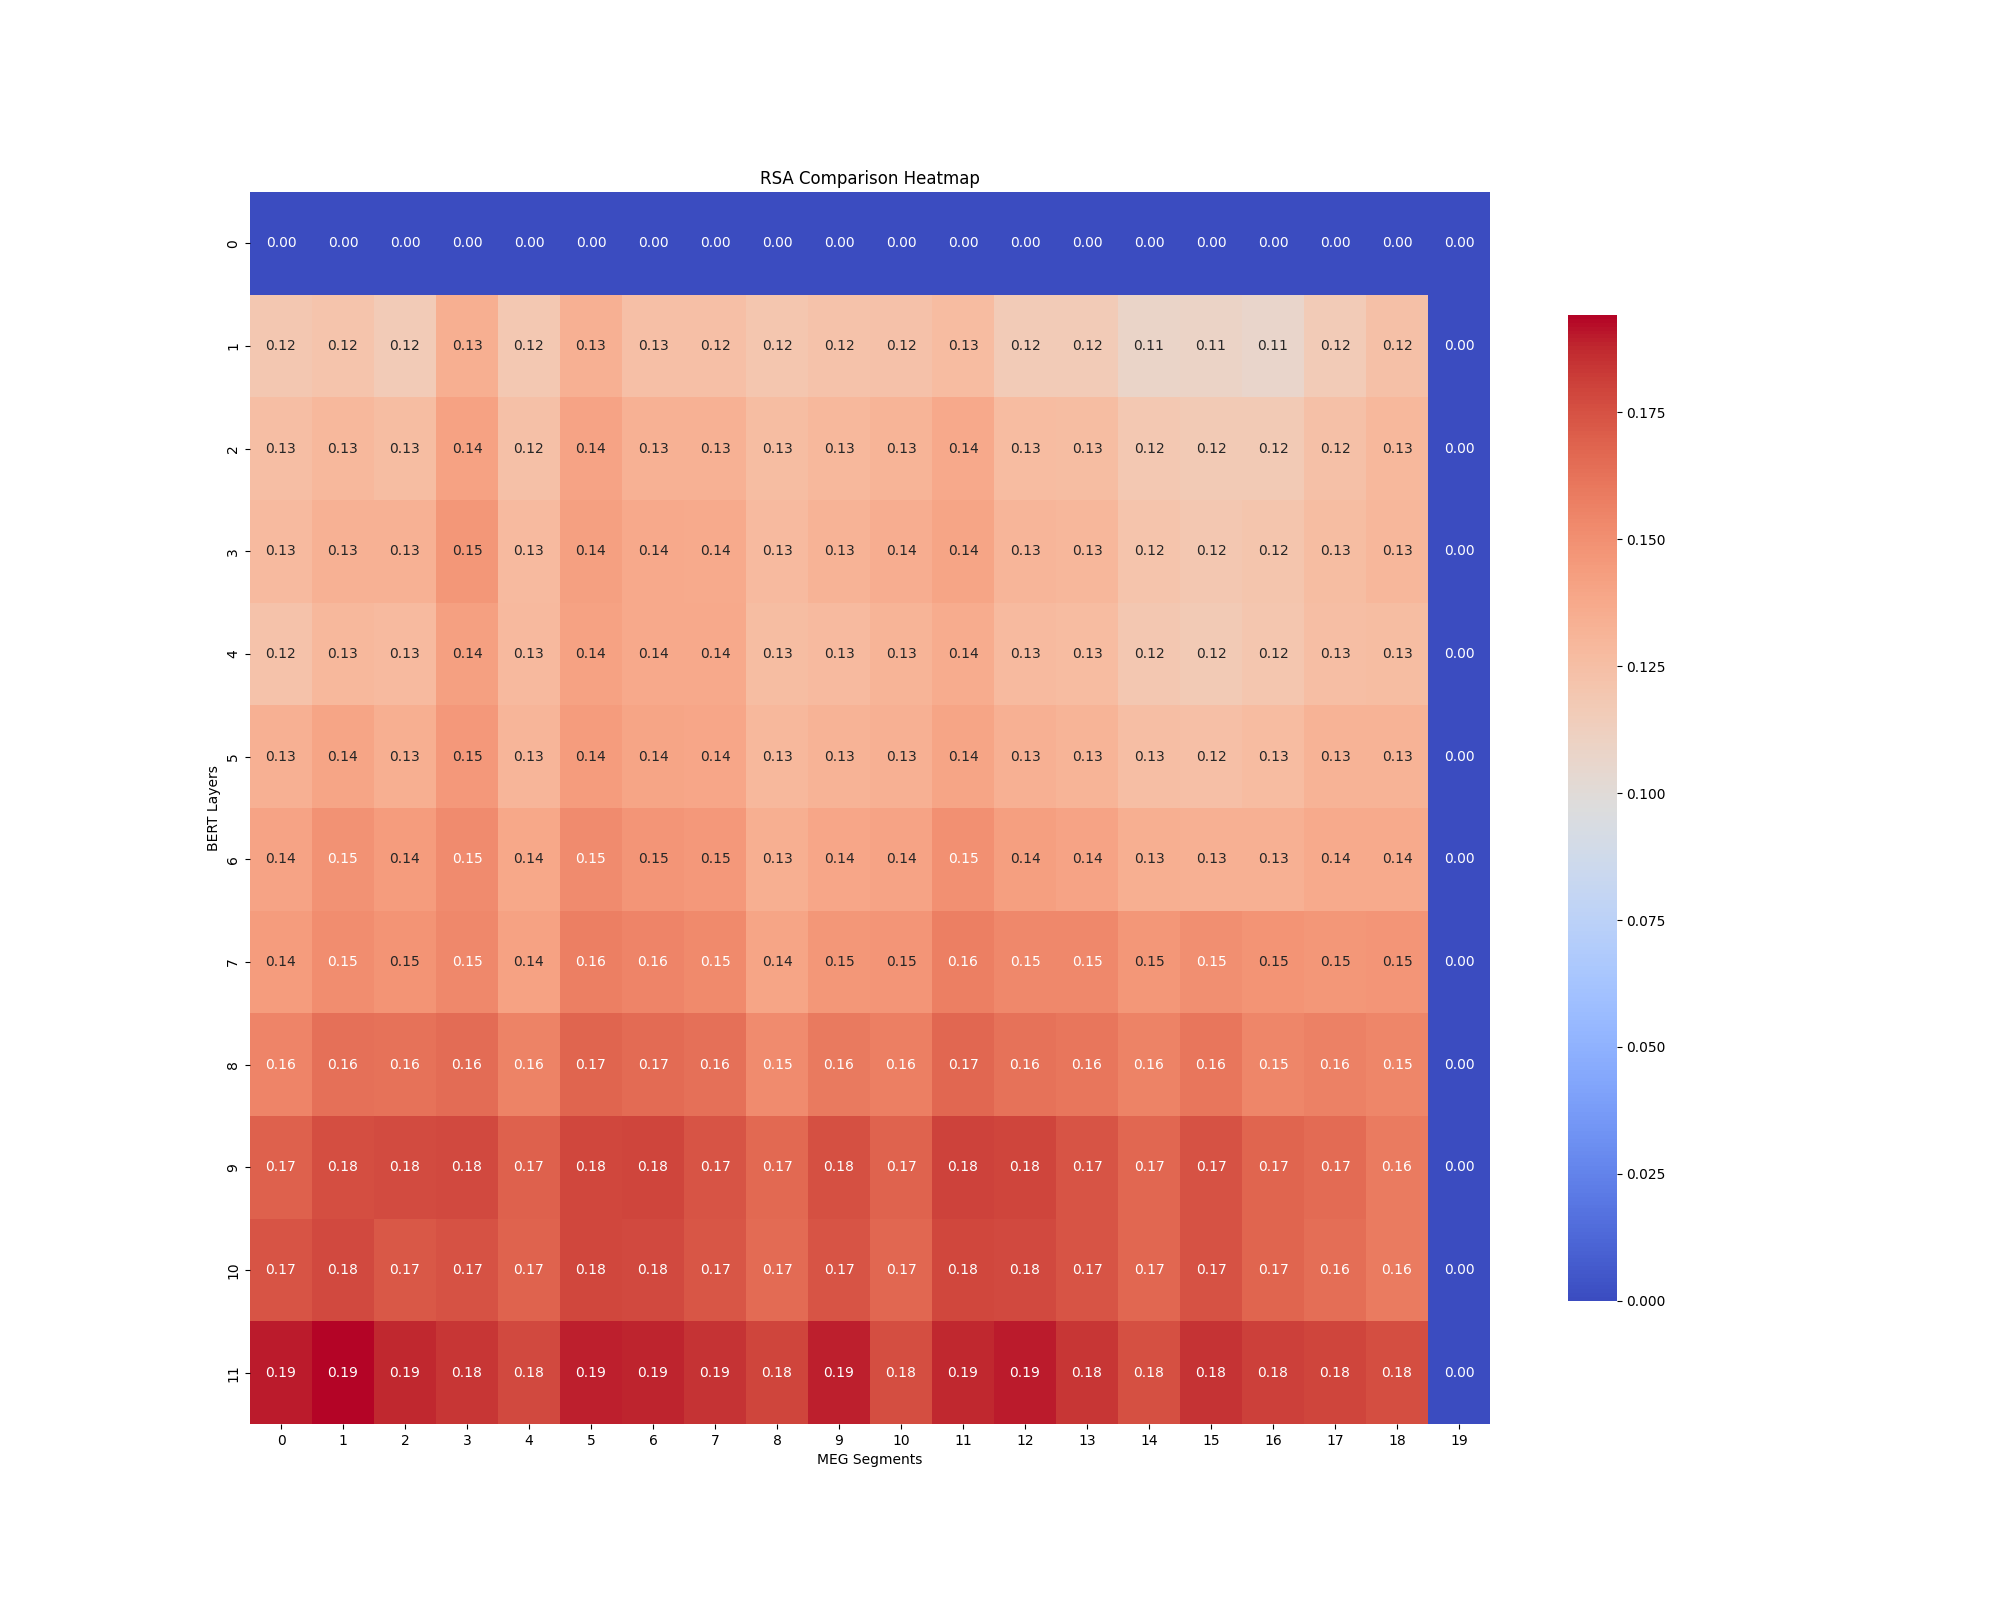 RSA Comparison Heatmap
0 0.00 0.00 0.00 0.00 0.00 0.00 0.00 0.00 0.00 0.00 0.00 0.00 0.00 0.00 0.00 0.00 0.00 0.00 0.00 0.00
1 0.12 0.12 0.12 0.13 0.12 0.13 0.13 0.12 0.12 0.12 0.12 0.13 0.12 0.12 0.11 0.11 0.11 0.12 0.12 0.00
2 0.13 0.13 0.13 0.14 0.12 0.14 0.13 0.13 0.13 0.13 0.13 0.14 0.13 0.13 0.12 0.12 0.12 0.12 0.13 0.00
3 0.13 0.13 0.13 0.15 0.13 0.14 0.14 0.14 0.13 0.13 0.14 0.14 0.13 0.13 0.12 0.12 0.12 0.13 0.13 0.00
4 0.12 0.13 0.13 0.14 0.13 0.14 0.14 0.14 0.13 0.13 0.13 0.14 0.13 0.13 0.12 0.12 0.12 0.13 0.13 0.00
5 0.13 0.14 0.13 0.15 0.13 0.14 0.14 0.14 0.13 0.13 0.13 0.14 0.13 0.13 0.13 0.12 0.13 0.13 0.13 0.00
6 0.14 0.15 0.14 0.15 0.14 0.15 0.15 0.15 0.13 0.14 0.14 0.15 0.14 0.14 0.13 0.13 0.13 0.14 0.14 0.00
7 0.14 0.15 0.15 0.15 0.14 0.16 0.16 0.15 0.14 0.15 0.15 0.16 0.15 0.15 0.15 0.15 0.15 0.15 0.15 0.00
8 0.16 0.16 0.16 0.16 0.16 0.17 0.17 0.16 0.15 0.16 0.16 0.17 0.16 0.16 0.16 0.16 0.15 0.16 0.15 0.00
9 0.17 0.18 0.18 0.18 0.17 0.18 0.18 0.17 0.17 0.18 0.17 0.18 0.18 0.17 0.17 0.17 0.17 0.17 0.16 0.00
10 0.17 0.18 0.17 0.17 0.17 0.18 0.18 0.17 0.17 0.17 0.17 0.18 0.18 0.17 0.17 0.17 0.17 0.16 0.16 0.00
11 0.19 0.19 0.19 0.18 0.18 0.19 0.19 0.19 0.18 0.19 0.18 0.19 0.19 0.18 0.18 0.18 0.18 0.18 0.18 0.00
0 1 2 3 4 5 6 7 8 9 10 11 12 13 14 15 16 17 18 19
MEG Segments
BERT Layers
0.175
0.150
0.125
0.100
0.075
0.050
0.025
0.000